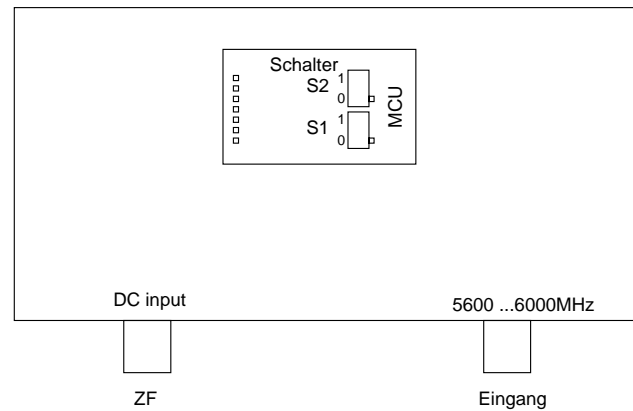 Schalter
S2 1
0
MCU
S1 1
0
DC input
5600 ...6000MHz
ZF
Eingang